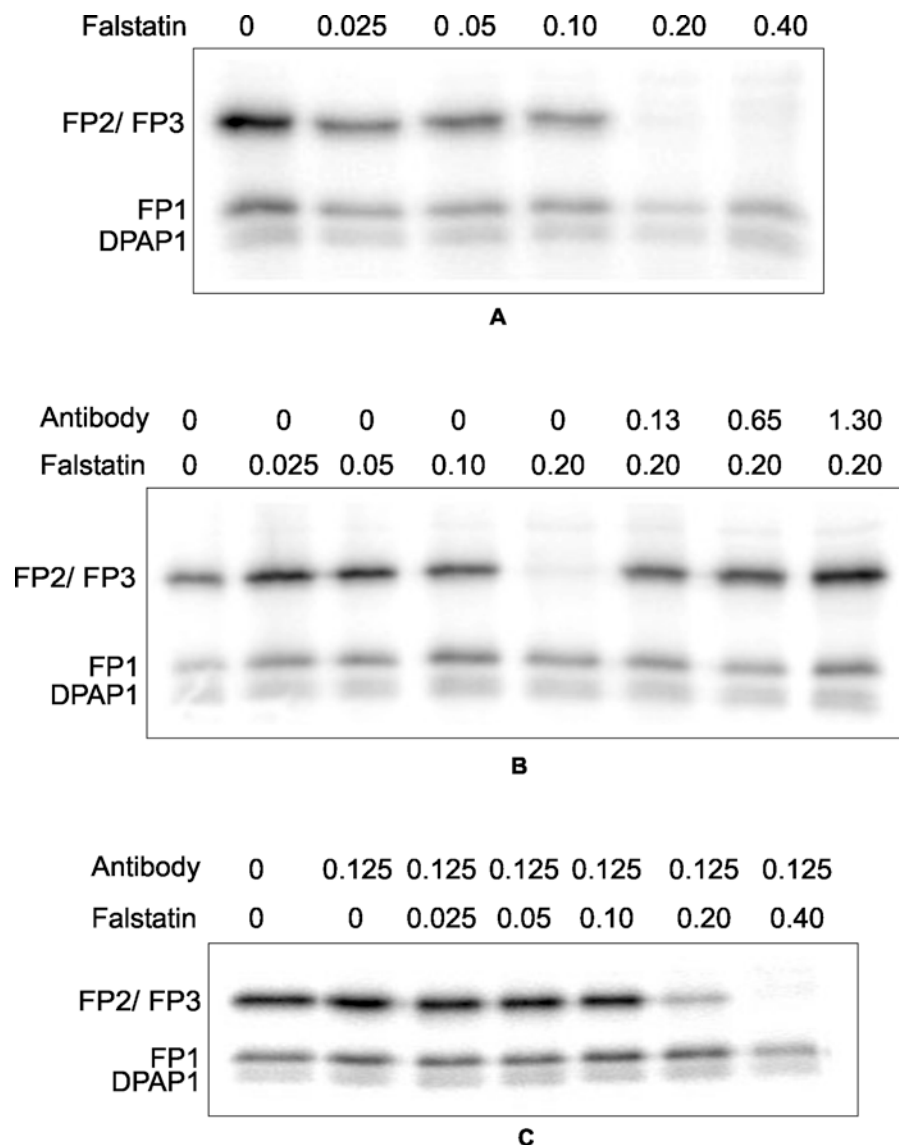 Falstatin 0 0.025 0 .05 0.10 0.20 0.40
FP2/ FP3
FP1
DPAP1
A
Antibody 0 0 0 0 0 0.13 0.65 1.30
Falstatin 0 0.025 0.05 0.10 0.20 0.20 0.20 0.20
FP2/ FP3
FP1
DPAP1
B
Antibody 0 0.125 0.125 0.125 0.125 0.125 0.125
Falstatin 0 0 0.025 0.05 0.10 0.20 0.40
FP2/ FP3
FP1
DPAP1
C